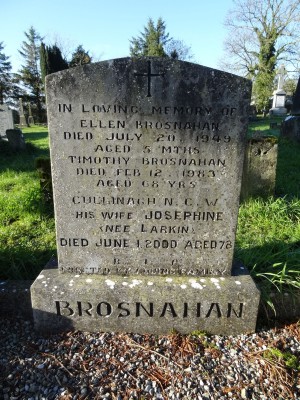 IN LOVING MEMORY OF
ELLEN BROSNAHAN
DIED JULY 20 1949
AGED 5 MTHS
TIMOTHY BROSNAHAN
DIED FEB 12 1983
AGED 68 YRS
CULLINAGH N.C.W
HIS WIFE JOSEPHINE
(NEE LARKIN)
DIED JUNE 1 2000 AGED 78
BROSNAHAN